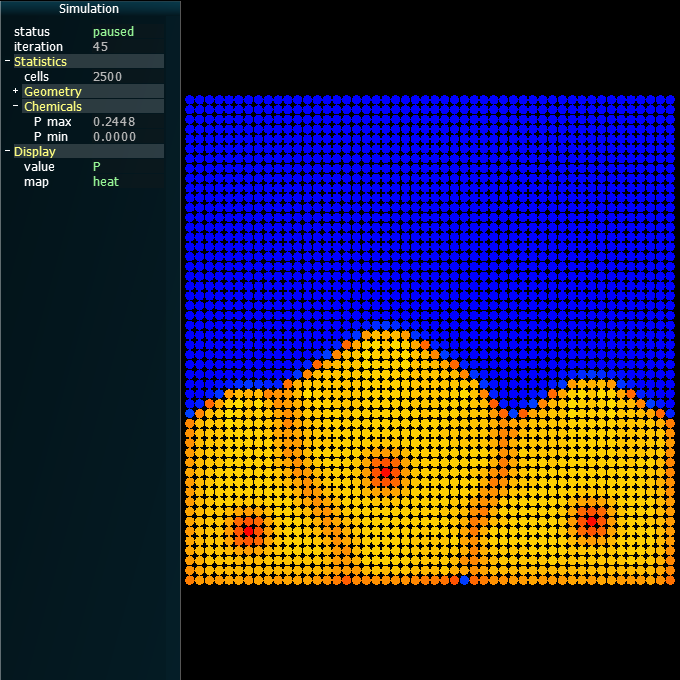 Simulation
status paused
iteration 45
- Statistics
cells 2500
+ Geometry
- Chemicals
P max 0.2448
P min 0.0000
- Display
value P
map heat